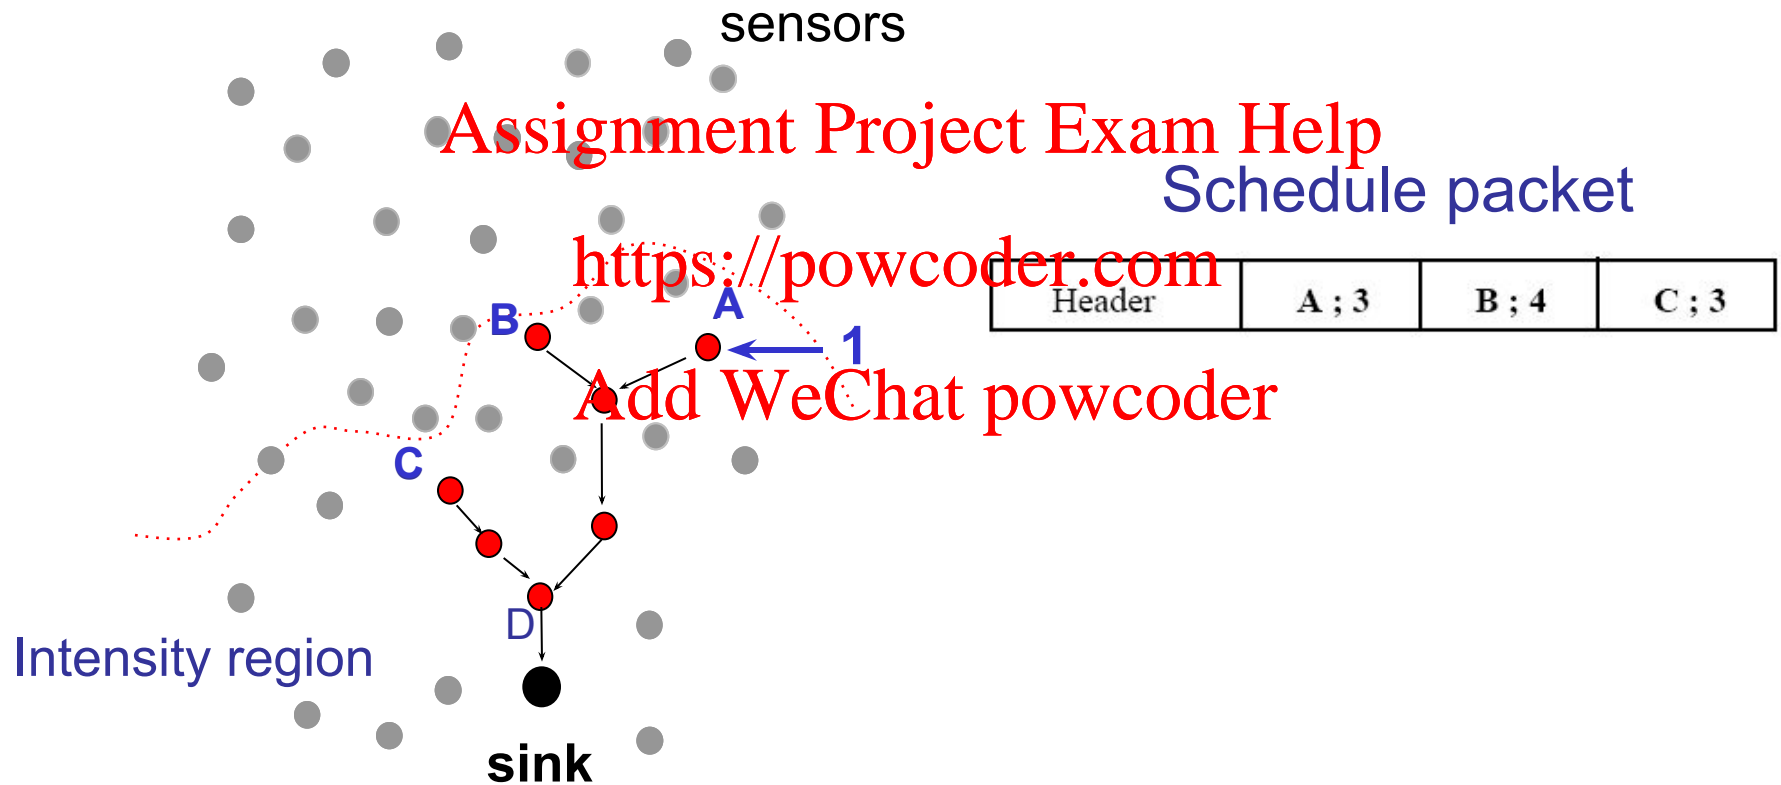 sensors
Assignment Project Exam Help
Schedule packet
https://powcoder.com
Header A ; 3 B ; 4 C ; 3
A
B
1
Add WeChat powcoder
C
D
Intensity region
sink